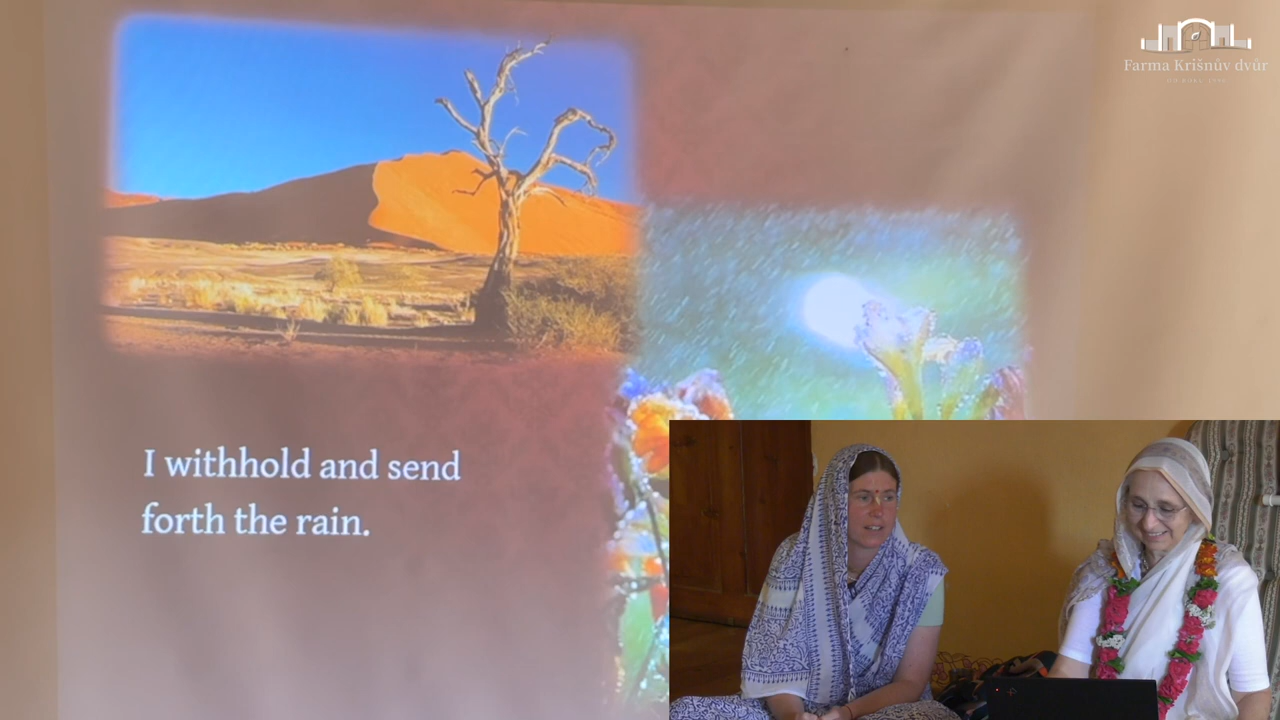 Farma Krišnův dvůr
I withhold and send
forth the rain.